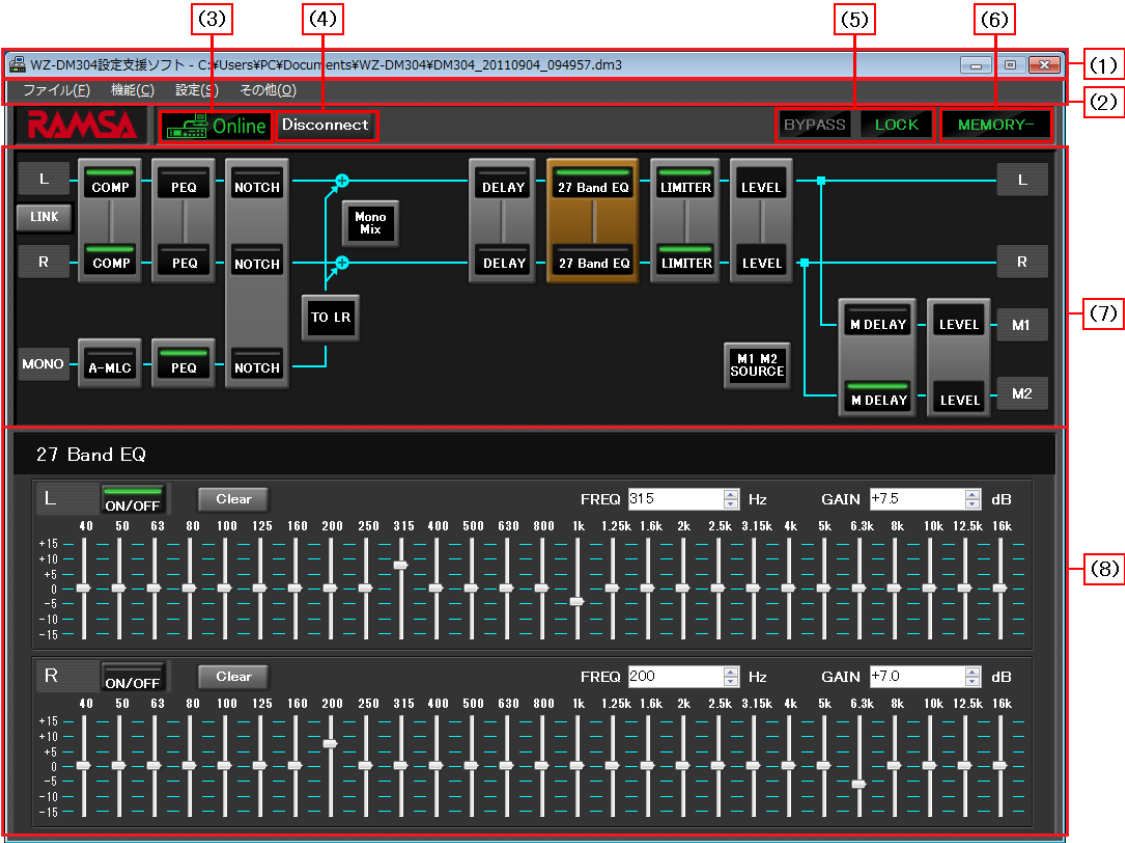 (3) (4) (5) (6)
WZ-DM304設定支援ソフト - C:¥Users¥PC¥Documents¥WZ-DM304¥DM304_20110904_094957.dm3
(1)
ファイル(F) 機能(C) 設定(S) その他(O)
(2)
RAMSA Online Disconnect BYPASS LOCK MEMORY-
L COMP PEQ NOTCH DELAY 27 Band EQ LIMITER LEVEL L
LINK
Mono
Mix
R COMP PEQ NOTCH DELAY 27 Band EQ LIMITER LEVEL R
(7)
TO LR
M DELAY LEVEL M1
MONO A-MLC PEQ NOTCH
M1 M2
SOURCE
M DELAY LEVEL M2
27 Band EQ
L ON/OFF Clear FREQ 315 Hz GAIN +7.5 dB
40 50 63 80 100 125 160 200 250 315 400 500 630 800 1k 1.25k 1.6k 2k 2.5k 3.15k 4k 5k 6.3k 8k 10k 12.5k 16k
+15
+10
+5
0
-5
-10
-15
(8)
R ON/OFF Clear FREQ 200 Hz GAIN +7.0 dB
40 50 63 80 100 125 160 200 250 315 400 500 630 800 1k 1.25k 1.6k 2k 2.5k 3.15k 4k 5k 6.3k 8k 10k 12.5k 16k
+15
+10
+5
0
-5
-10
-15